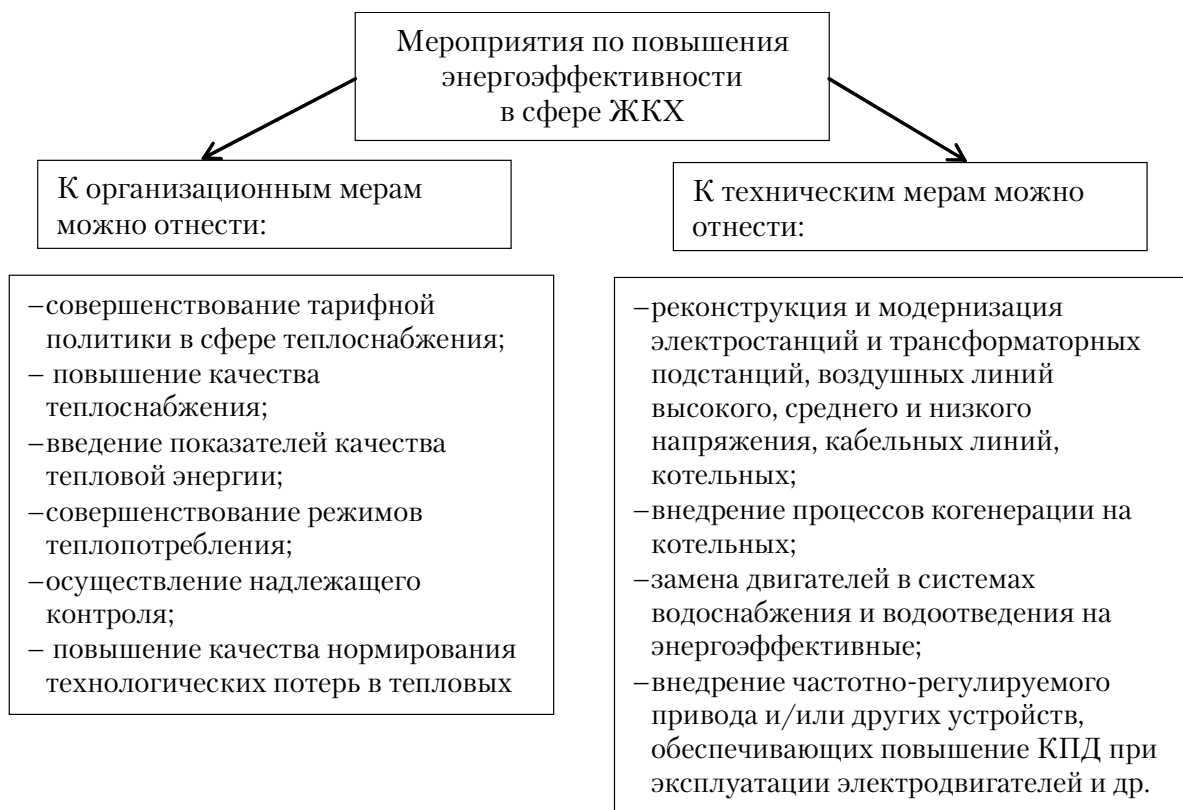 Мероприятия по повышения
энергоэффективности
в сфере ЖКХ
К организационным мерам
можно отнести:
–совершенствование тарифной
политики в сфере теплоснабжения;
– повышение качества
теплоснабжения;
–введение показателей качества
тепловой энергии;
–совершенствование режимов
теплопотребления;
–осуществление надлежащего
контроля;
– повышение качества нормирования
технологических потерь в тепловых
К техническим мерам можно
отнести:
–реконструкция и модернизация
электростанций и трансформаторных
подстанций, воздушных линий
высокого, среднего и низкого
напряжения, кабельных линий,
котельных;
–внедрение процессов когенерации на
котельных;
–замена двигателей в системах
водоснабжения и водоотведения на
энергоэффективные;
–внедрение частотно-регулируемого
привода и/или других устройств,
обеспечивающих повышение КПД при
эксплуатации электродвигателей и др.